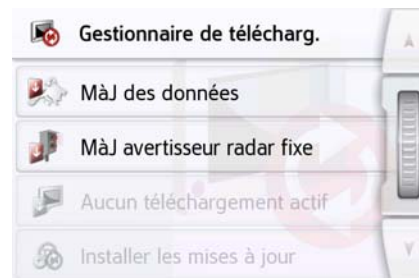 Gestionnaire de télécharg.
MàJ des données
MàJ avertisseur radar fixe
Aucun téléchargement actif
Installer les mises à jour